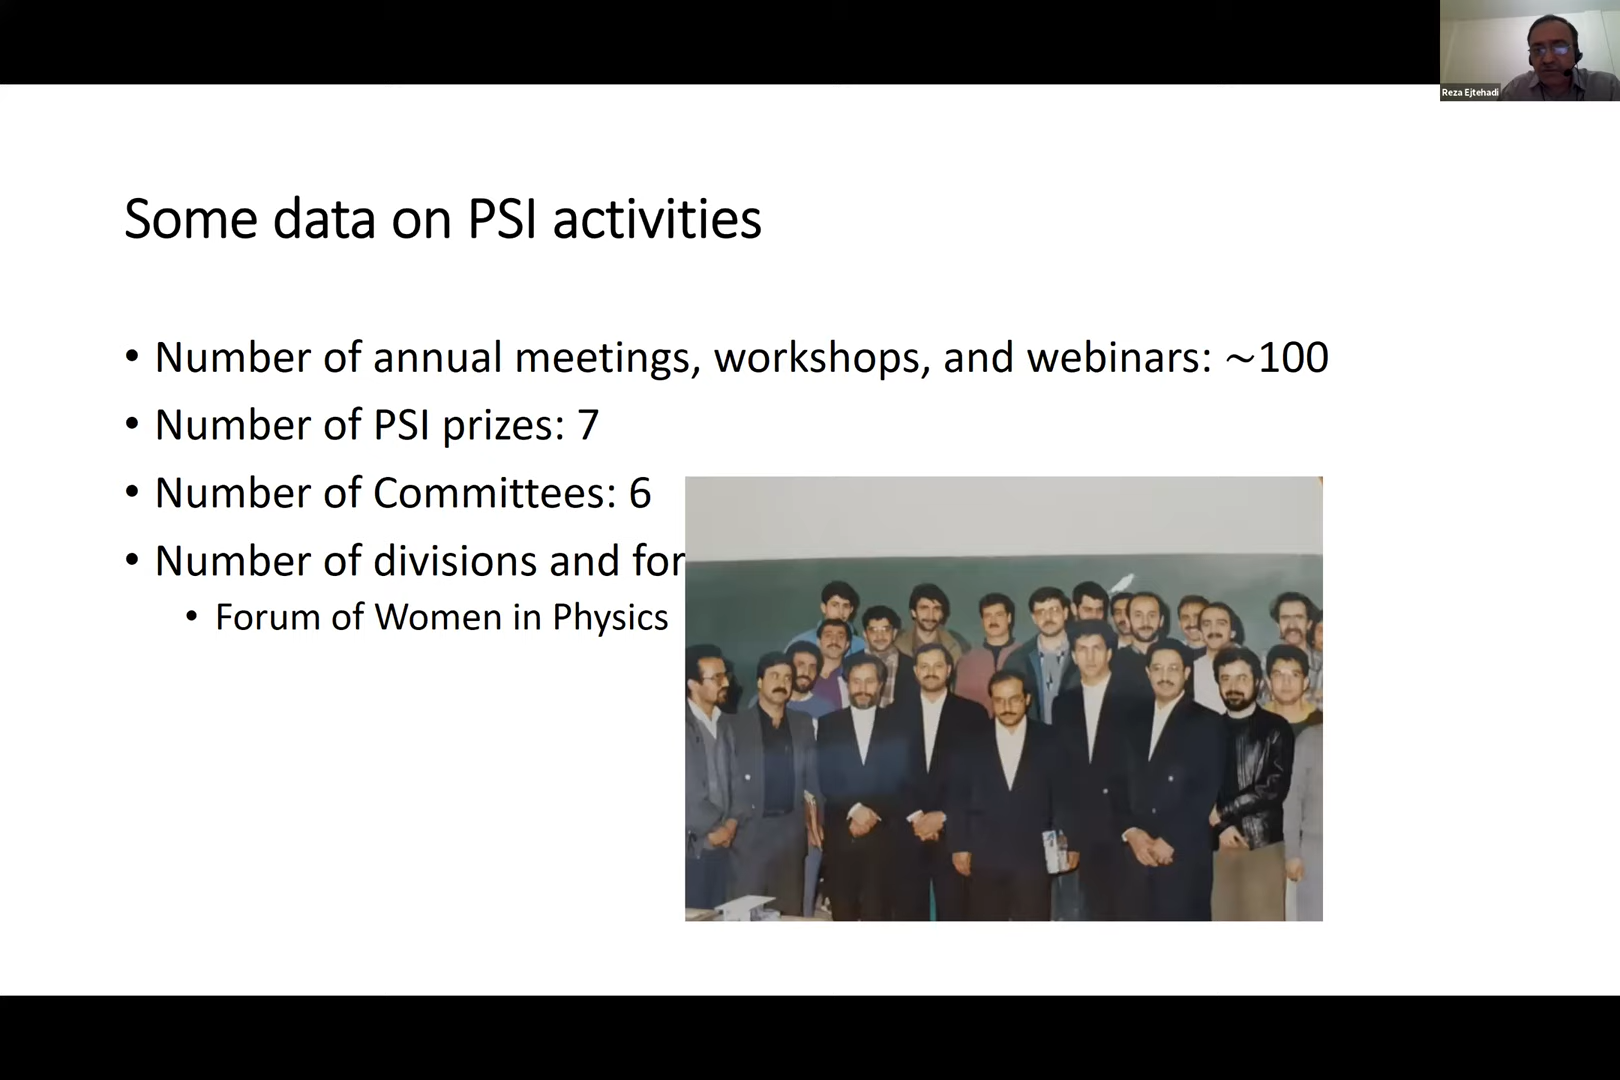 Reza Ejtehadi
Some data on PSI activities
• Number of annual meetings, workshops, and webinars: ~100
• Number of PSI prizes: 7
• Number of Committees: 6
• Number of divisions and for
• Forum of Women in Physics